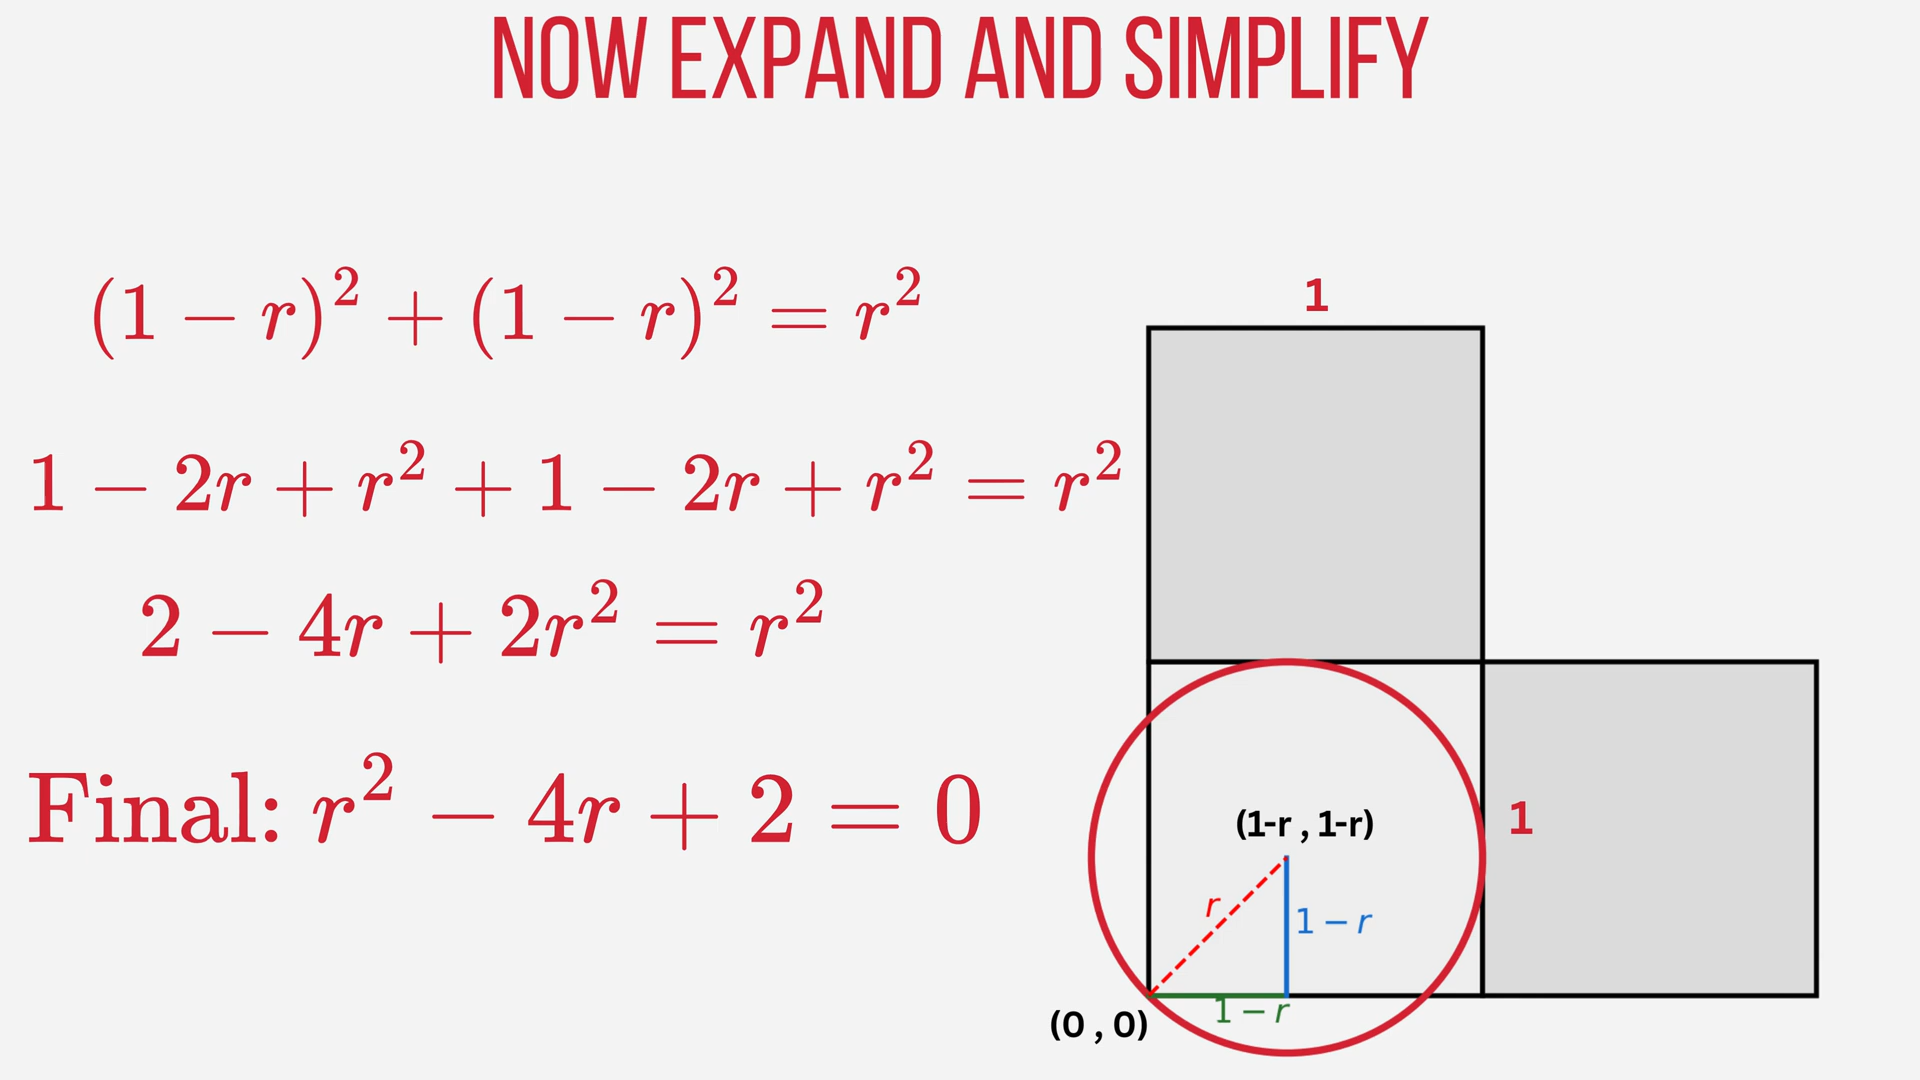 NOW EXPAND AND SIMPLIFY
(1 − r)² + (1 − r)² = r²
1 − 2r + r² + 1 − 2r + r² = r²
2 − 4r + 2r² = r²
Final: r² − 4r + 2 = 0
1
1
(1-r , 1-r)
r
1 − r
1 − r
(0 , 0)